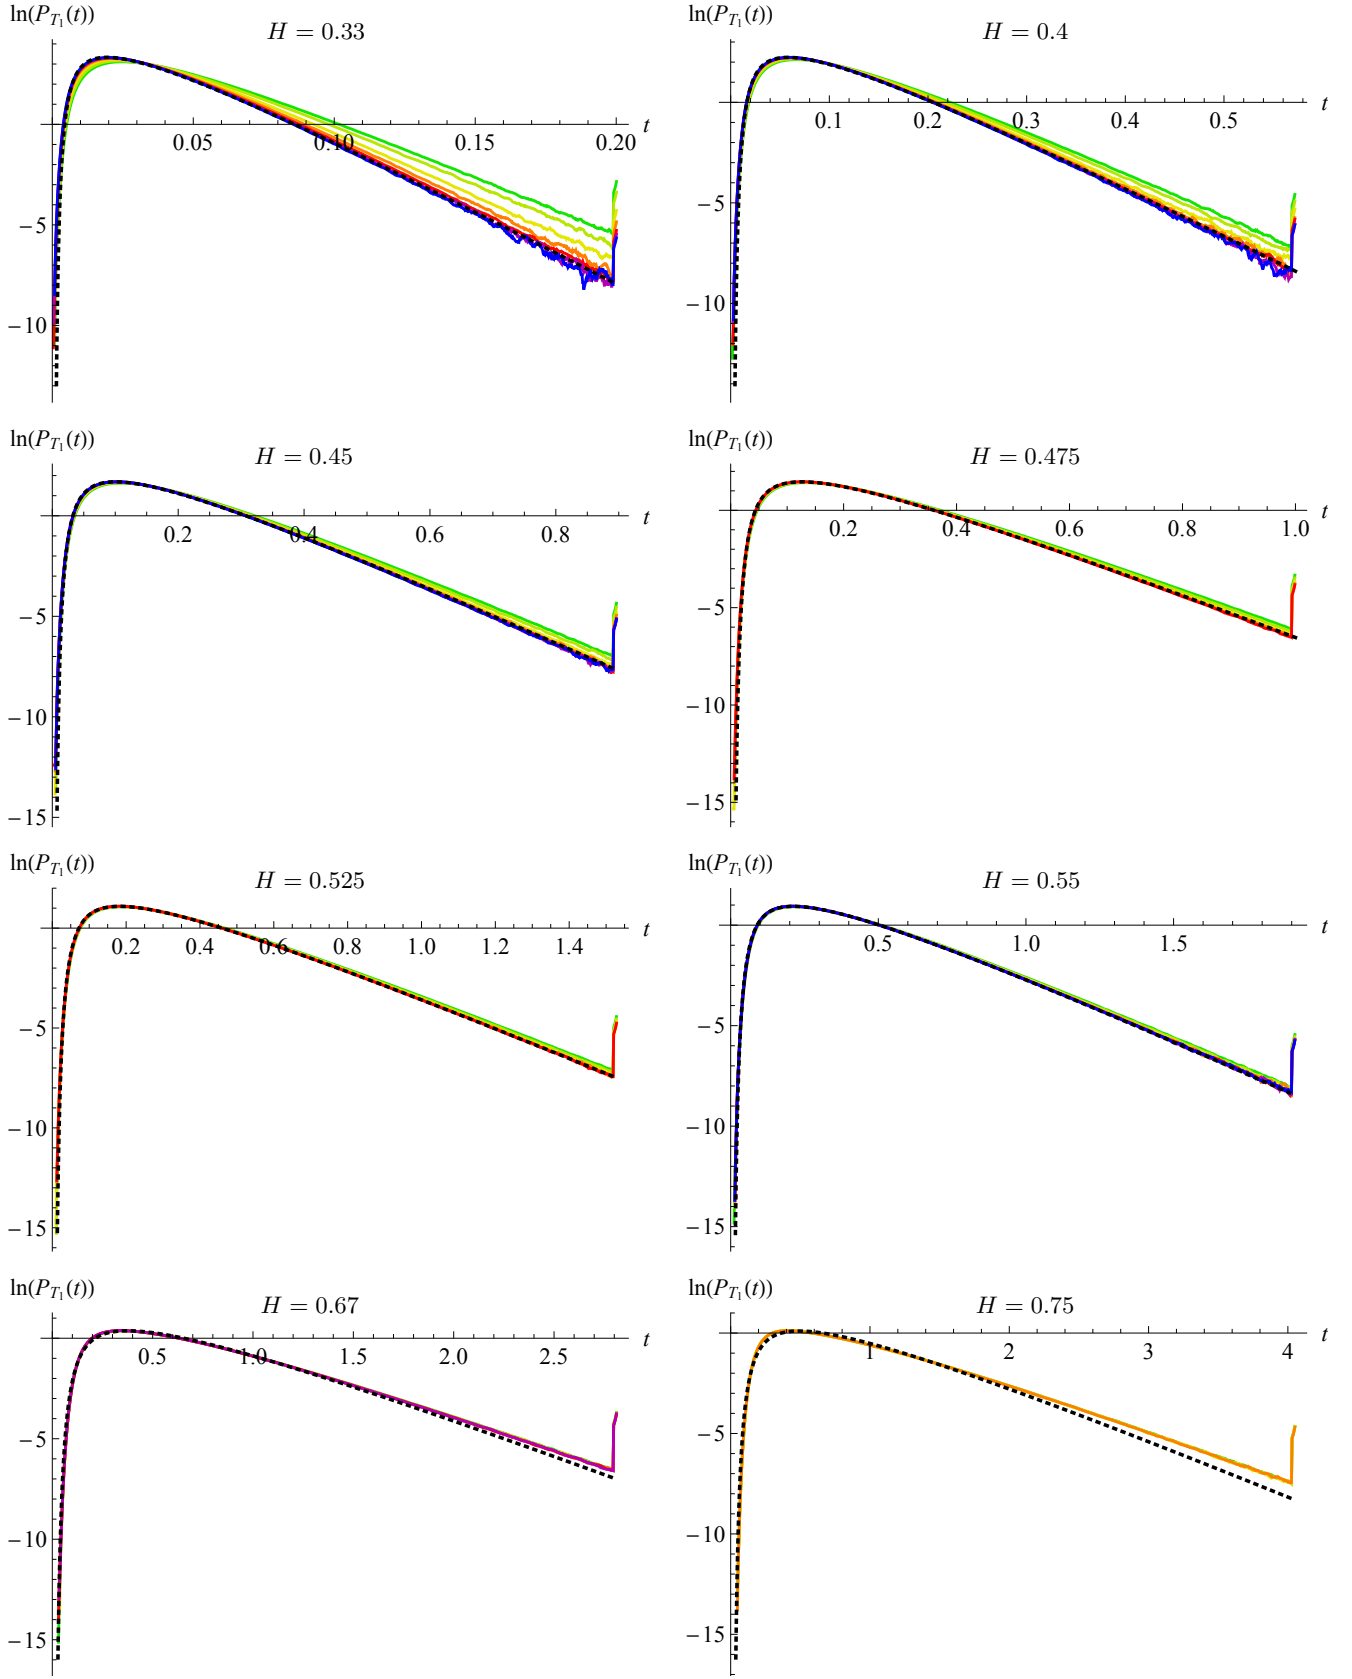 ln(P_{T_1}(t))
H = 0.33
t
0.05 0.10 0.15 0.20
−5
−10
ln(P_{T_1}(t))
H = 0.4
t
0.1 0.2 0.3 0.4 0.5
−5
−10
ln(P_{T_1}(t))
H = 0.45
t
0.2 0.4 0.6 0.8
−5
−10
−15
ln(P_{T_1}(t))
H = 0.475
t
0.2 0.4 0.6 0.8 1.0
−5
−10
−15
ln(P_{T_1}(t))
H = 0.525
t
0.2 0.4 0.6 0.8 1.0 1.2 1.4
−5
−10
−15
ln(P_{T_1}(t))
H = 0.55
t
0.5 1.0 1.5
−5
−10
−15
ln(P_{T_1}(t))
H = 0.67
t
0.5 1.0 1.5 2.0 2.5
−5
−10
−15
ln(P_{T_1}(t))
H = 0.75
t
1 2 3 4
−5
−10
−15